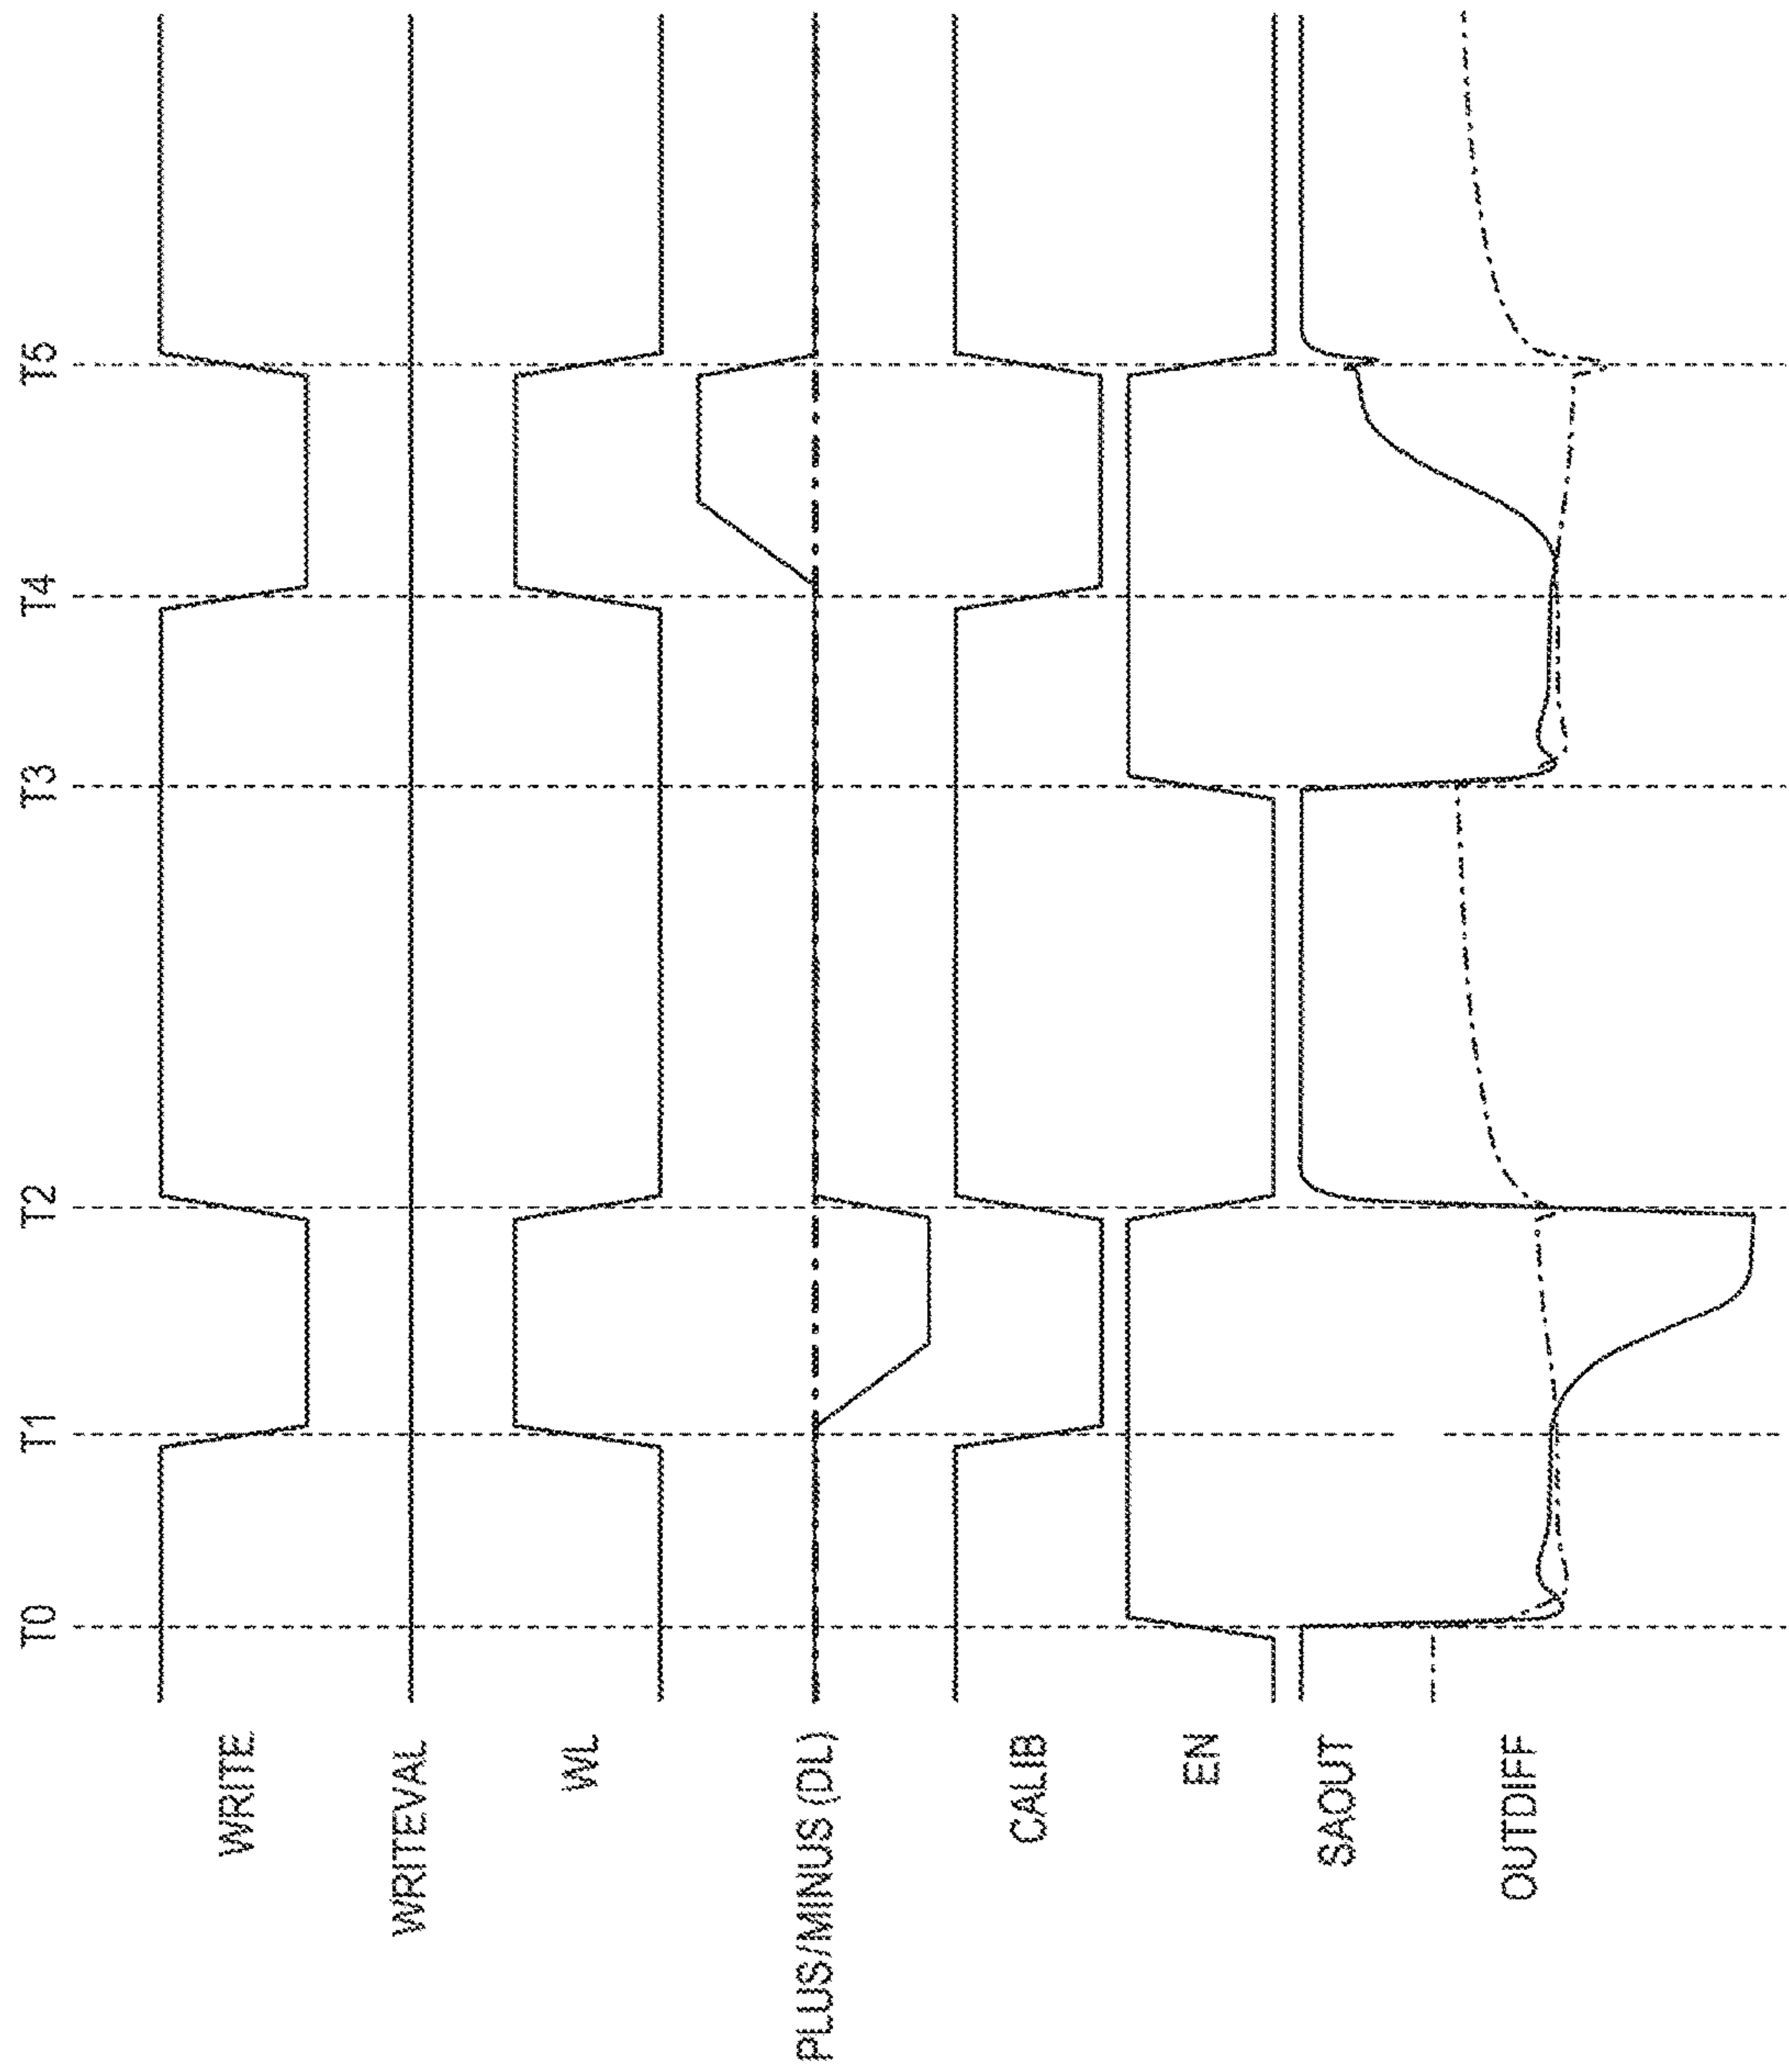 T0
T1
T2
T3
T4
T5
WRITE
WRITEVAL
WL
PLUS/MINUS (DL)
CALIB
EN
SAOUT
OUTDIFF